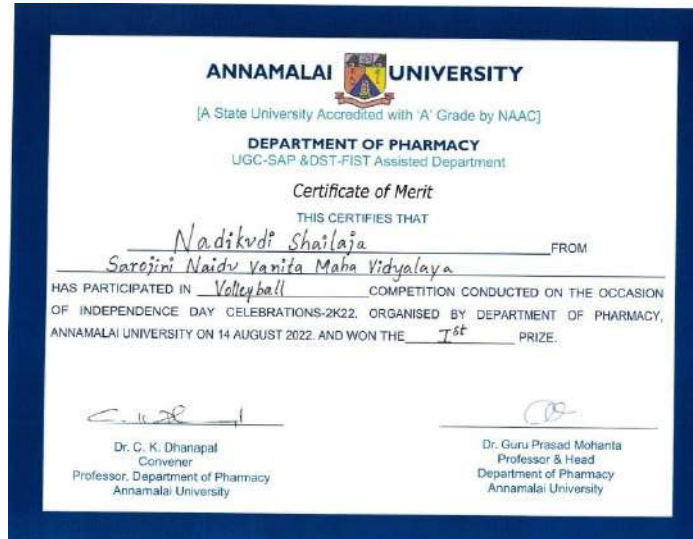 ANNAMALAI UNIVERSITY
[A State University Accredited with 'A' Grade by NAAC]
DEPARTMENT OF PHARMACY
UGC-SAP &DST-FIST Assisted Department
Certificate of Merit
THIS CERTIFIES THAT
Nadikudi Shailaja FROM
Sarojini Naidu Vanita Maha Vidyalaya
HAS PARTICIPATED IN Volleyball COMPETITION CONDUCTED ON THE OCCASION
OF INDEPENDENCE DAY CELEBRATIONS-2K22. ORGANISED BY DEPARTMENT OF PHARMACY,
ANNAMALAI UNIVERSITY ON 14 AUGUST 2022. AND WON THE Ist PRIZE.
Dr. C. K. Dhanapal
Convener
Professor, Department of Pharmacy
Annamalai University
Dr. Guru Prasad Mohanta
Professor & Head
Department of Pharmacy
Annamalai University